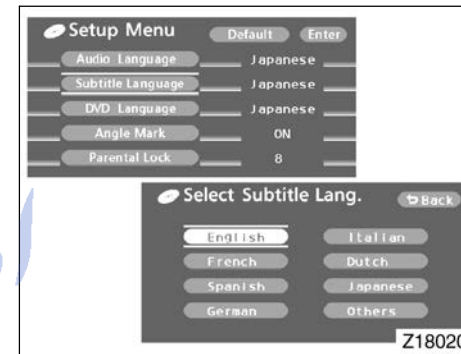 Setup Menu Default Enter
Audio Language Japanese
Subtitle Language Japanese
DVD Language Japanese
Angle Mark ON
Parental Lock 8
Select Subtitle Lang. Back
English Italian
French Dutch
Spanish Japanese
German Others
Z18020